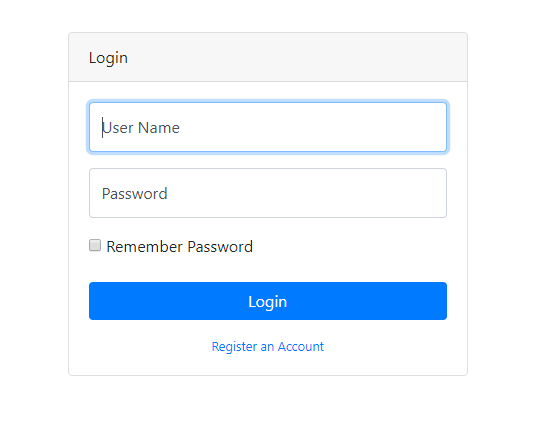 Login
User Name
Password
Remember Password
Login
Register an Account